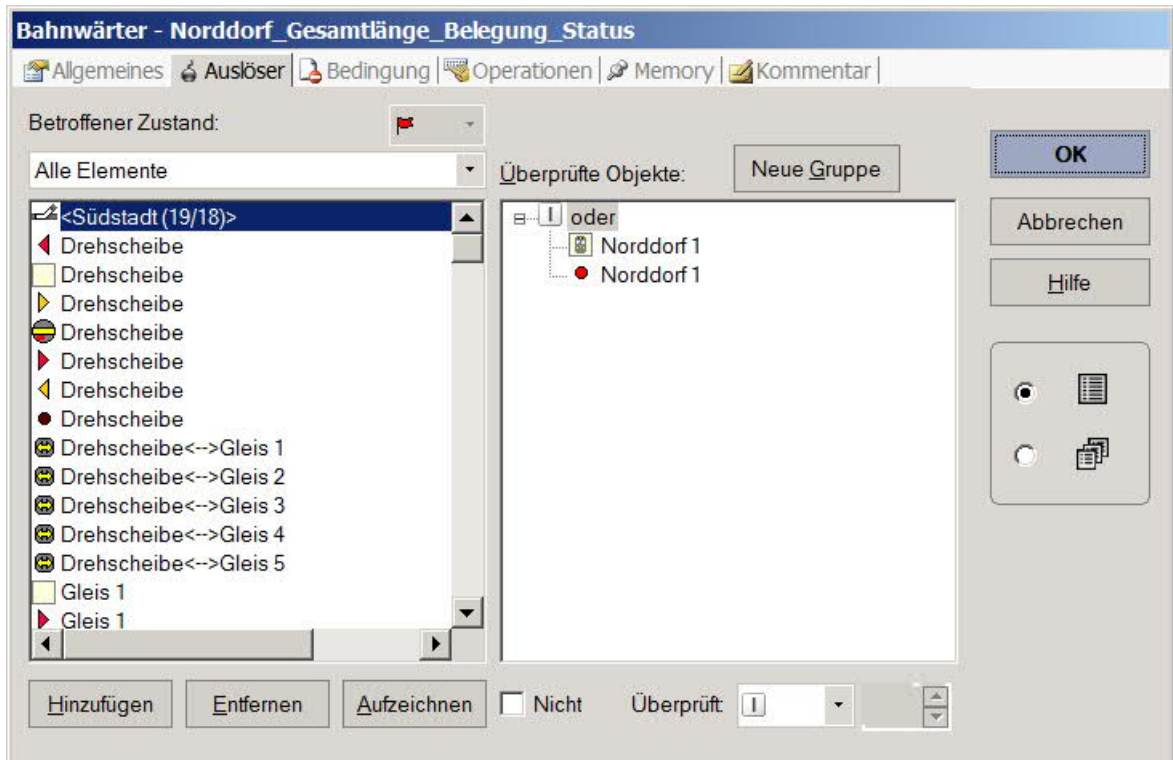 Bahnwärter - Norddorf_Gesamtlänge_Belegung_Status
Allgemeines Auslöser Bedingung Operationen Memory Kommentar
Betroffener Zustand:
Alle Elemente
Überprüfte Objekte:
Neue Gruppe
<Südstadt (19/18)>
Drehscheibe
Drehscheibe
Drehscheibe
Drehscheibe
Drehscheibe
Drehscheibe
Drehscheibe
Drehscheibe<-->Gleis 1
Drehscheibe<-->Gleis 2
Drehscheibe<-->Gleis 3
Drehscheibe<-->Gleis 4
Drehscheibe<-->Gleis 5
Gleis 1
Gleis 1
oder
Norddorf 1
Norddorf 1
OK
Abbrechen
Hilfe
Hinzufügen Entfernen Aufzeichnen Nicht Überprüft: